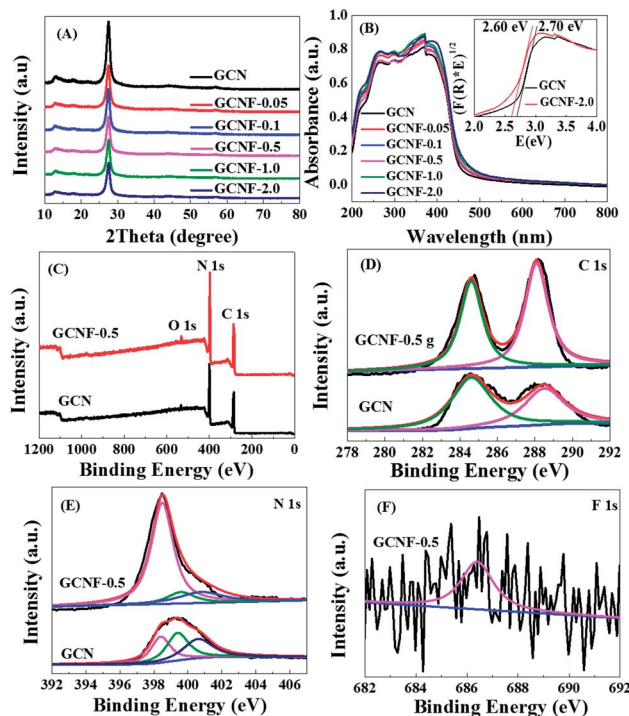 (A)
GCN
GCNF-0.05
GCNF-0.1
GCNF-0.5
GCNF-1.0
GCNF-2.0
Intensity (a.u)
10 20 30 40 50 60 70 80
2Theta (degree)
(B)
0.9
0.8
0.7
0.6
0.5
0.4
0.3
0.2
0.1
0.0
Absorbance (a.u.)
GCN
GCNF-0.05
GCNF-0.1
GCNF-0.5
GCNF-1.0
GCNF-2.0
200 300 400 500 600 700 800
Wavelength (nm)
2.60 eV 2.70 eV
(F(R)*E)1/2
GCN
GCNF-2.0
2.0 2.5 3.0 3.5 4.0
E(eV)
(C)
N 1s
O 1s
C 1s
GCNF-0.5
GCN
Intensity (a.u.)
1200 1000 800 600 400 200 0
Binding Energy (eV)
(D)
C 1s
GCNF-0.5 g
GCN
Intensity (a.u.)
278 280 282 284 286 288 290 292
Binding Energy (eV)
(E)
N 1s
GCNF-0.5
GCN
Intensity (a.u.)
392 394 396 398 400 402 404 406
Binding Energy (eV)
(F)
F 1s
GCNF-0.5
Intensity (a.u.)
682 684 686 688 690 692
Binding Energy (eV)